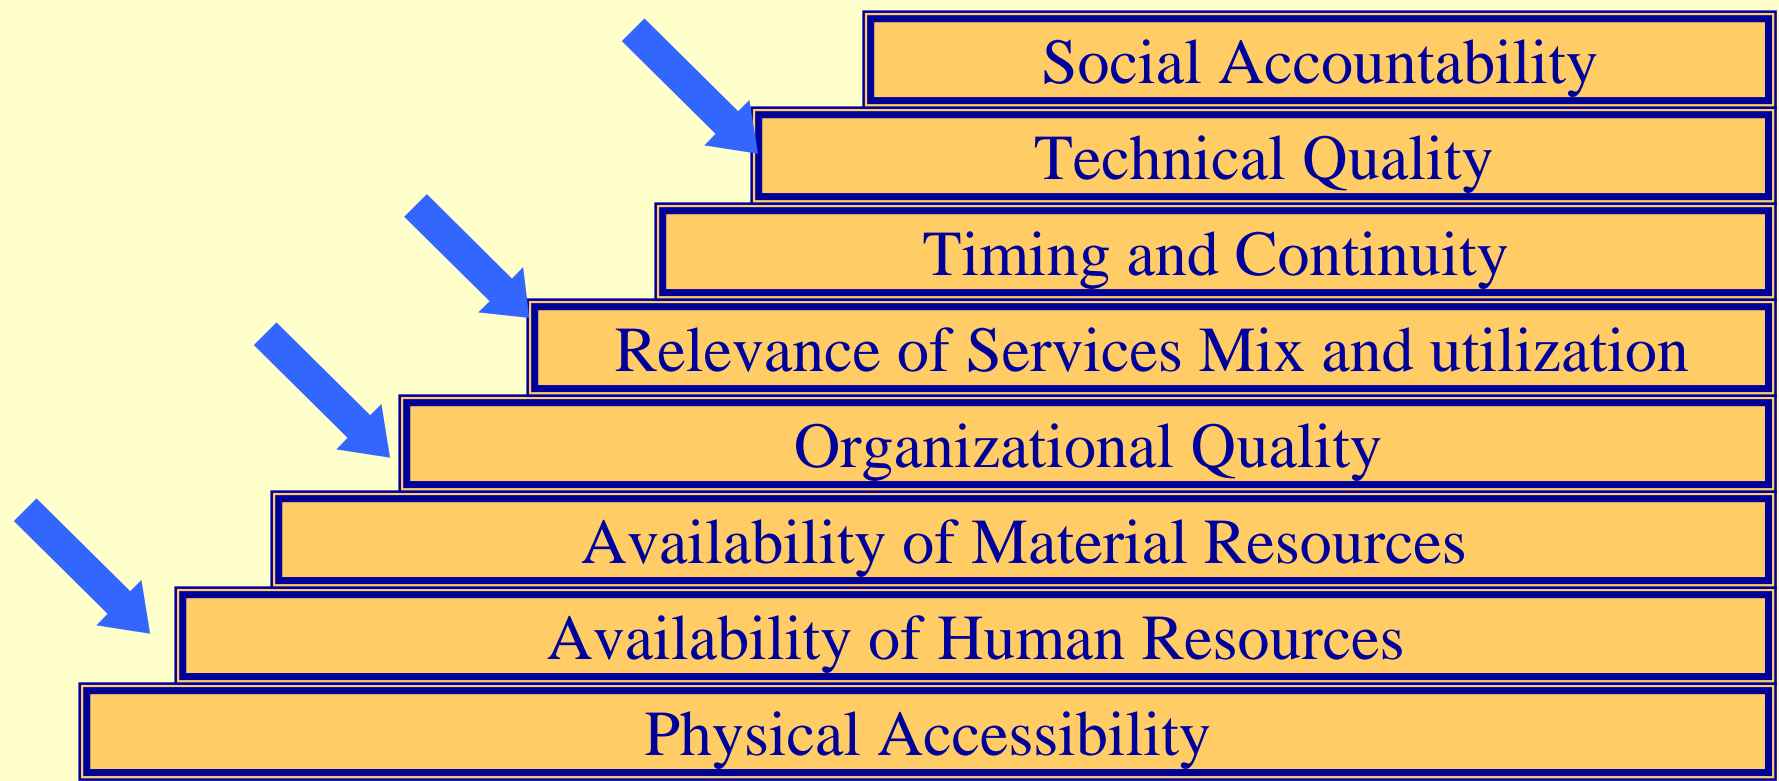 Social Accountability
Technical Quality
Timing and Continuity
Relevance of Services Mix and utilization
Organizational Quality
Availability of Material Resources
Availability of Human Resources
Physical Accessibility